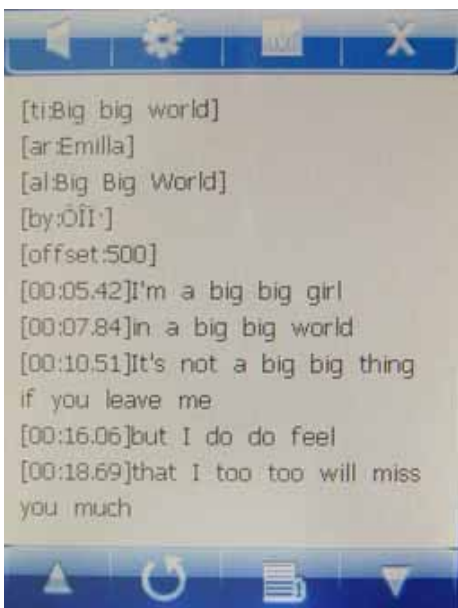 [ti:Big big world]
[ar:Emilla]
[al:Big Big World]
[by:ÔÎÏ·]
[offset:500]
[00:05.42]I'm a big big girl
[00:07.84]in a big big world
[00:10.51]It's not a big big thing
if you leave me
[00:16.06]but I do do feel
[00:18.69]that I too too will miss
you much